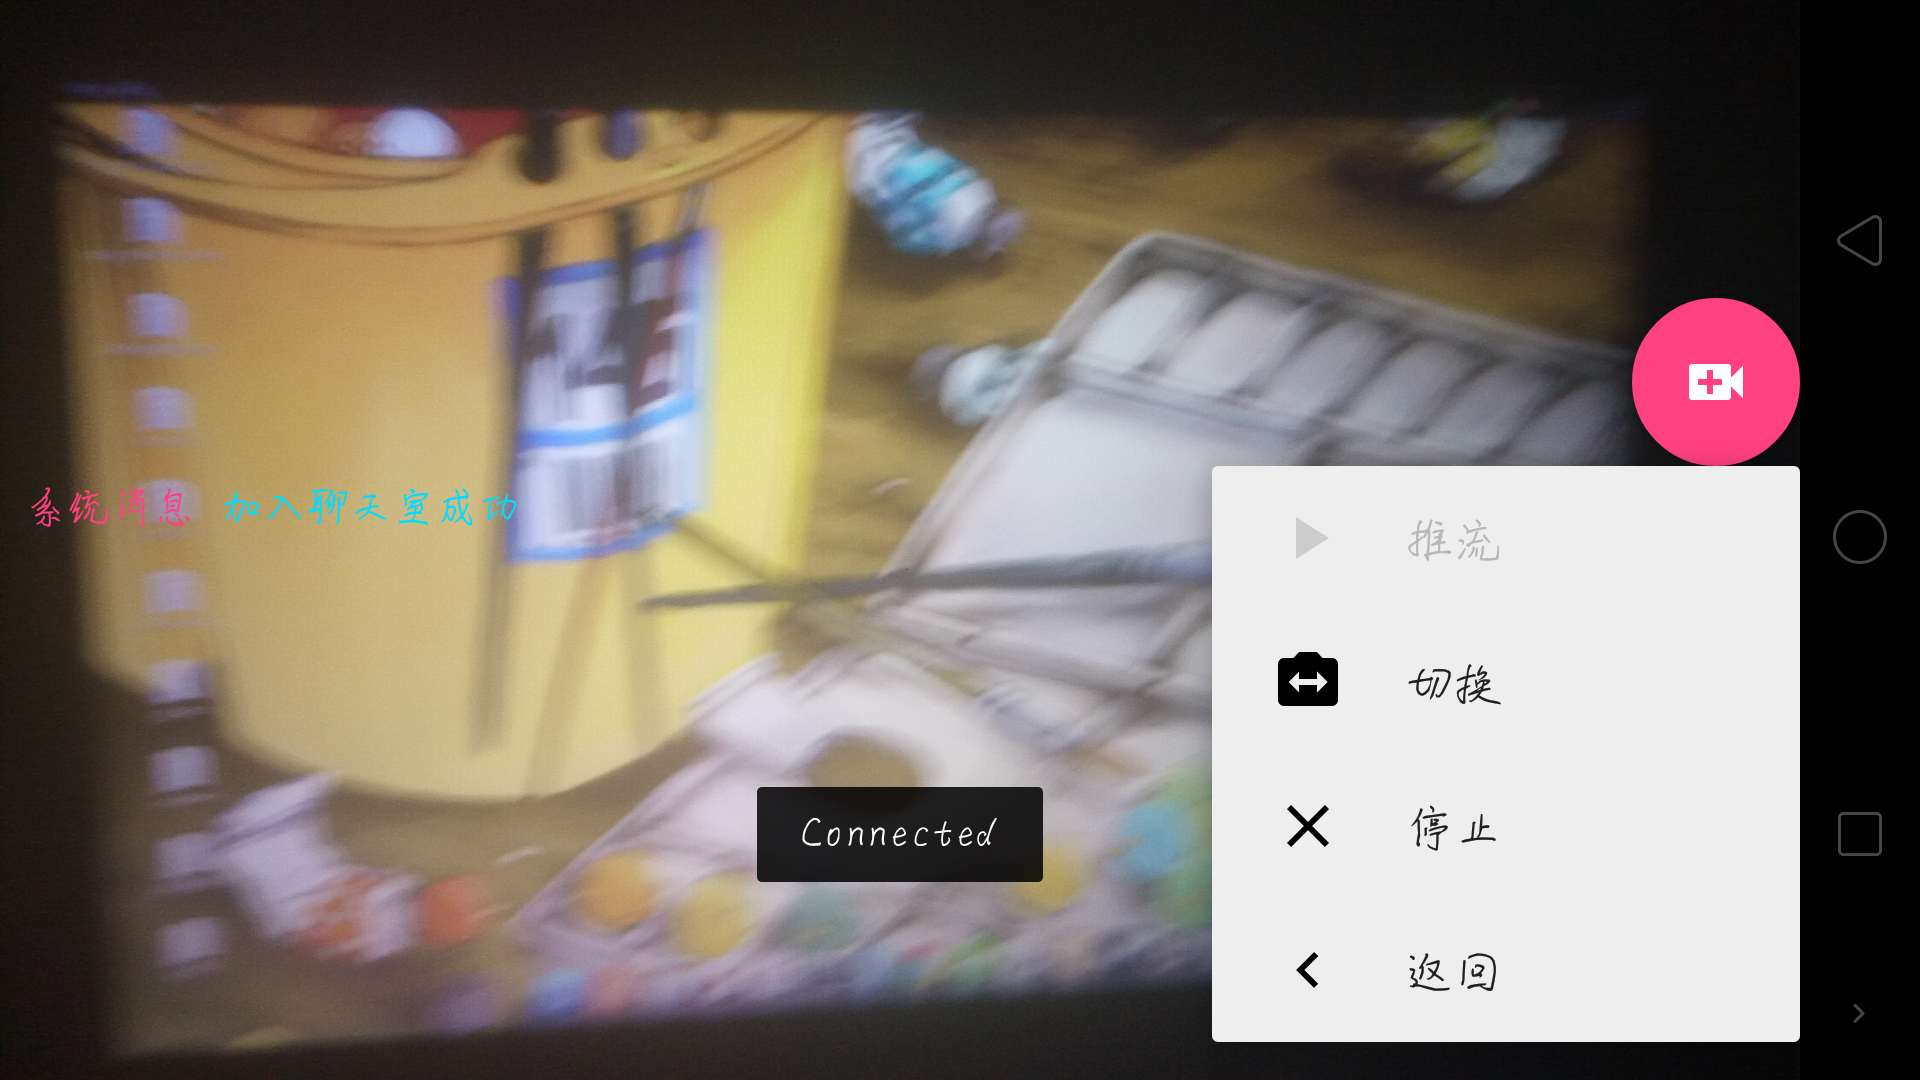 系统消息 加入聊天室成功
推流
切换
Connected
停止
返回